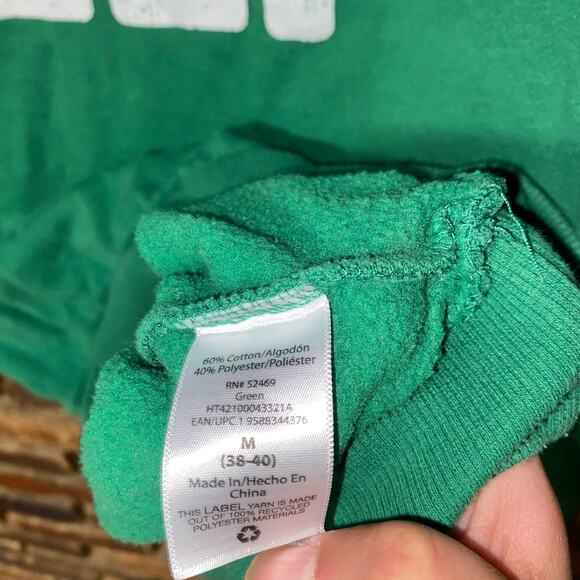 60% Cotton/Algodón
40% Polyester/Poliéster
RN# 52469
Green
HT42100043321A
EAN/UPC 1 9588344376
M
(38-40)
Made In/Hecho En
China
THIS LABEL YARN IS MADE
OUT OF 100% RECYCLED
POLYESTER MATERIALS